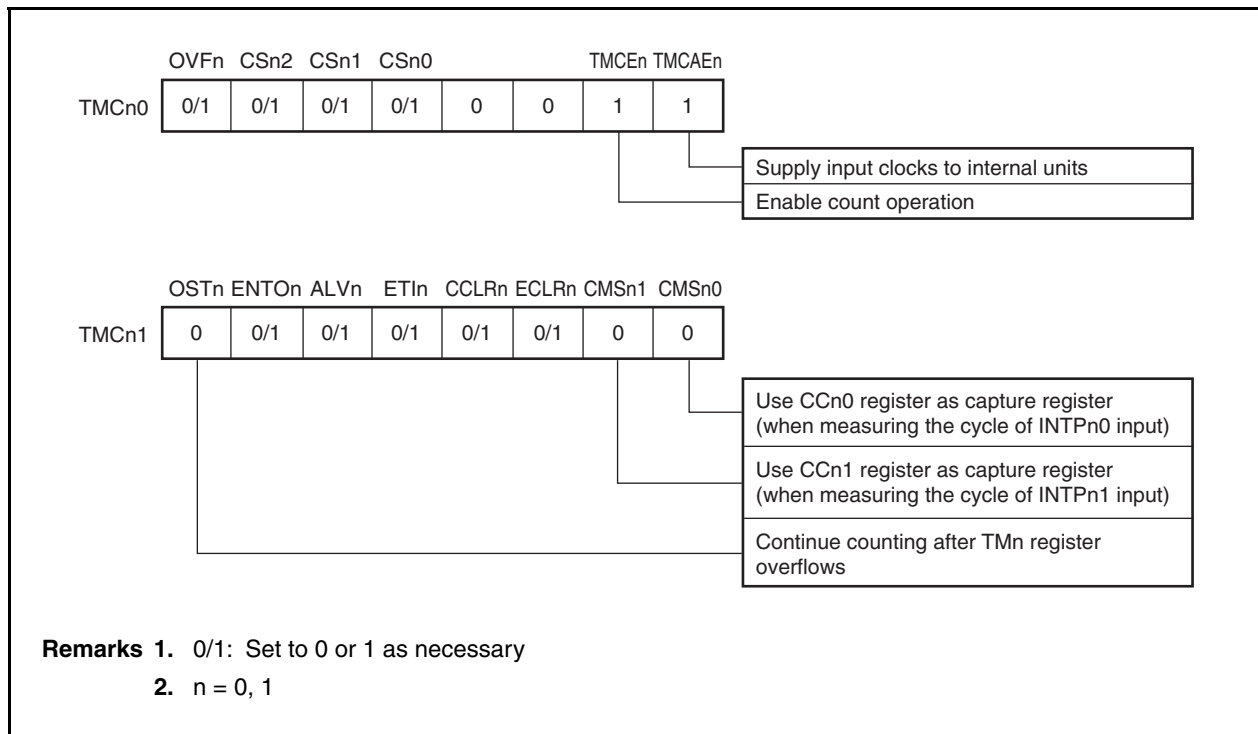 OVFn CSn2 CSn1 CSn0 TMCEn TMCAEn
TMCn0 0/1 0/1 0/1 0/1 0 0 1 1
Supply input clocks to internal units
Enable count operation
OSTn ENTOn ALVn ETIn CCLRn ECLRn CMSn1 CMSn0
TMCn1 0 0/1 0/1 0/1 0/1 0/1 0 0
Use CCn0 register as capture register
(when measuring the cycle of INTPn0 input)
Use CCn1 register as capture register
(when measuring the cycle of INTPn1 input)
Continue counting after TMn register
overflows
Remarks 1. 0/1: Set to 0 or 1 as necessary
2. n = 0, 1